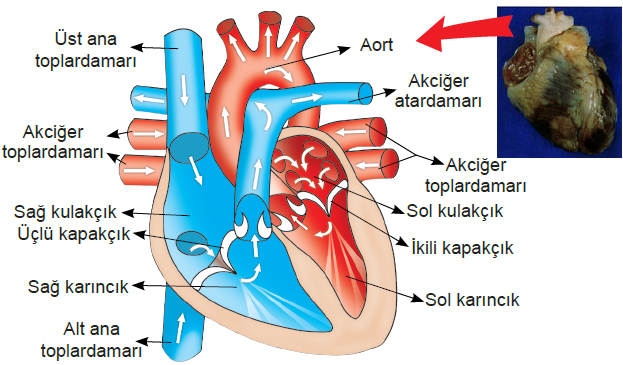 Üst ana
toplardamarı
Aort
Akciğer
atardamarı
Akciğer
toplardamarı
Akciğer
toplardamarı
Sağ kulakçık
Sol kulakçık
Üçlü kapakçık
İkili kapakçık
Sağ karıncık
Sol karıncık
Alt ana
toplardamarı